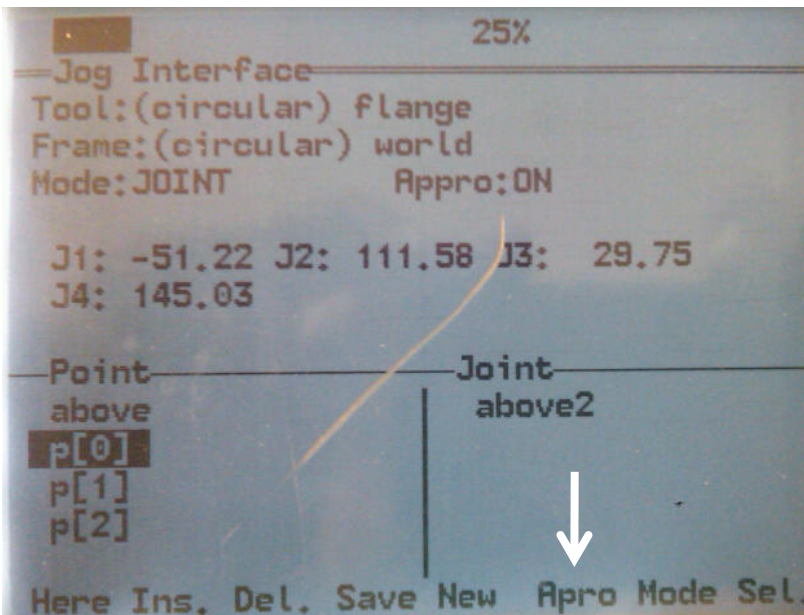 25%
Jog Interface
Tool:(circular) flange
Frame:(circular) world
Mode:JOINT Appro:ON
J1: -51.22 J2: 111.58 J3: 29.75
J4: 145.03
Point Joint
above above2
p[0]
p[1]
p[2]
Here Ins. Del. Save New Apro Mode Sel.